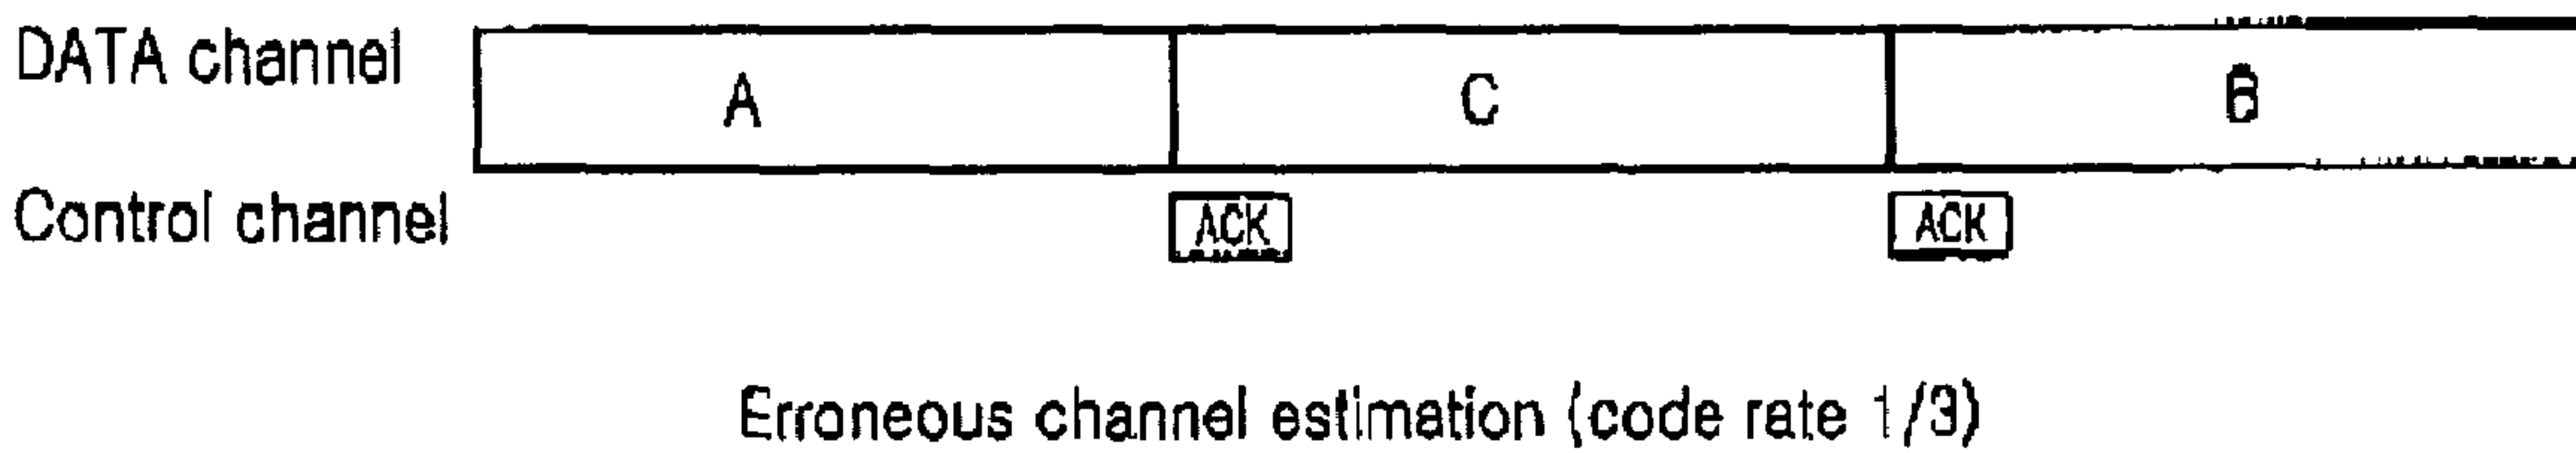 DATA channel
A C B
Control channel
ACK ACK
Erroneous channel estimation (code rate 1/3)